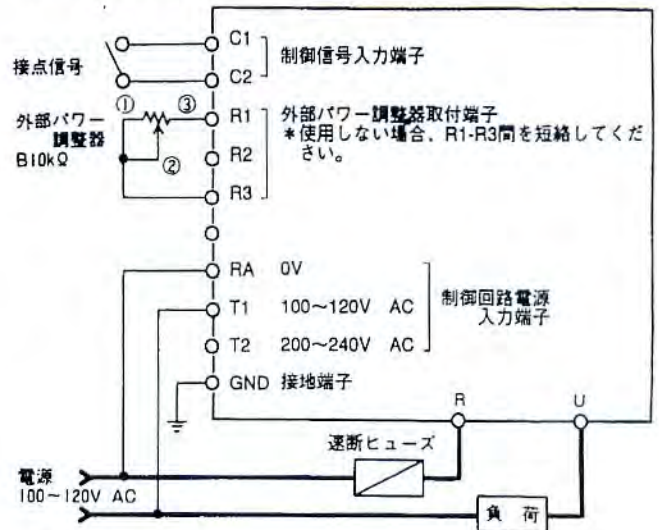 C1
制御信号入力端子
接点信号
C2
① ③
R1 外部パワー調整器取付端子
外部パワー
調整器
B10kΩ
*使用しない場合、R1-R3間を短絡してくだ
さい。
R2
②
R3
RA 0V
T1 100～120V AC
制御回路電源
入力端子
T2 200～240V AC
GND 接地端子
R
U
速断ヒューズ
電源
100～120V AC
負 荷